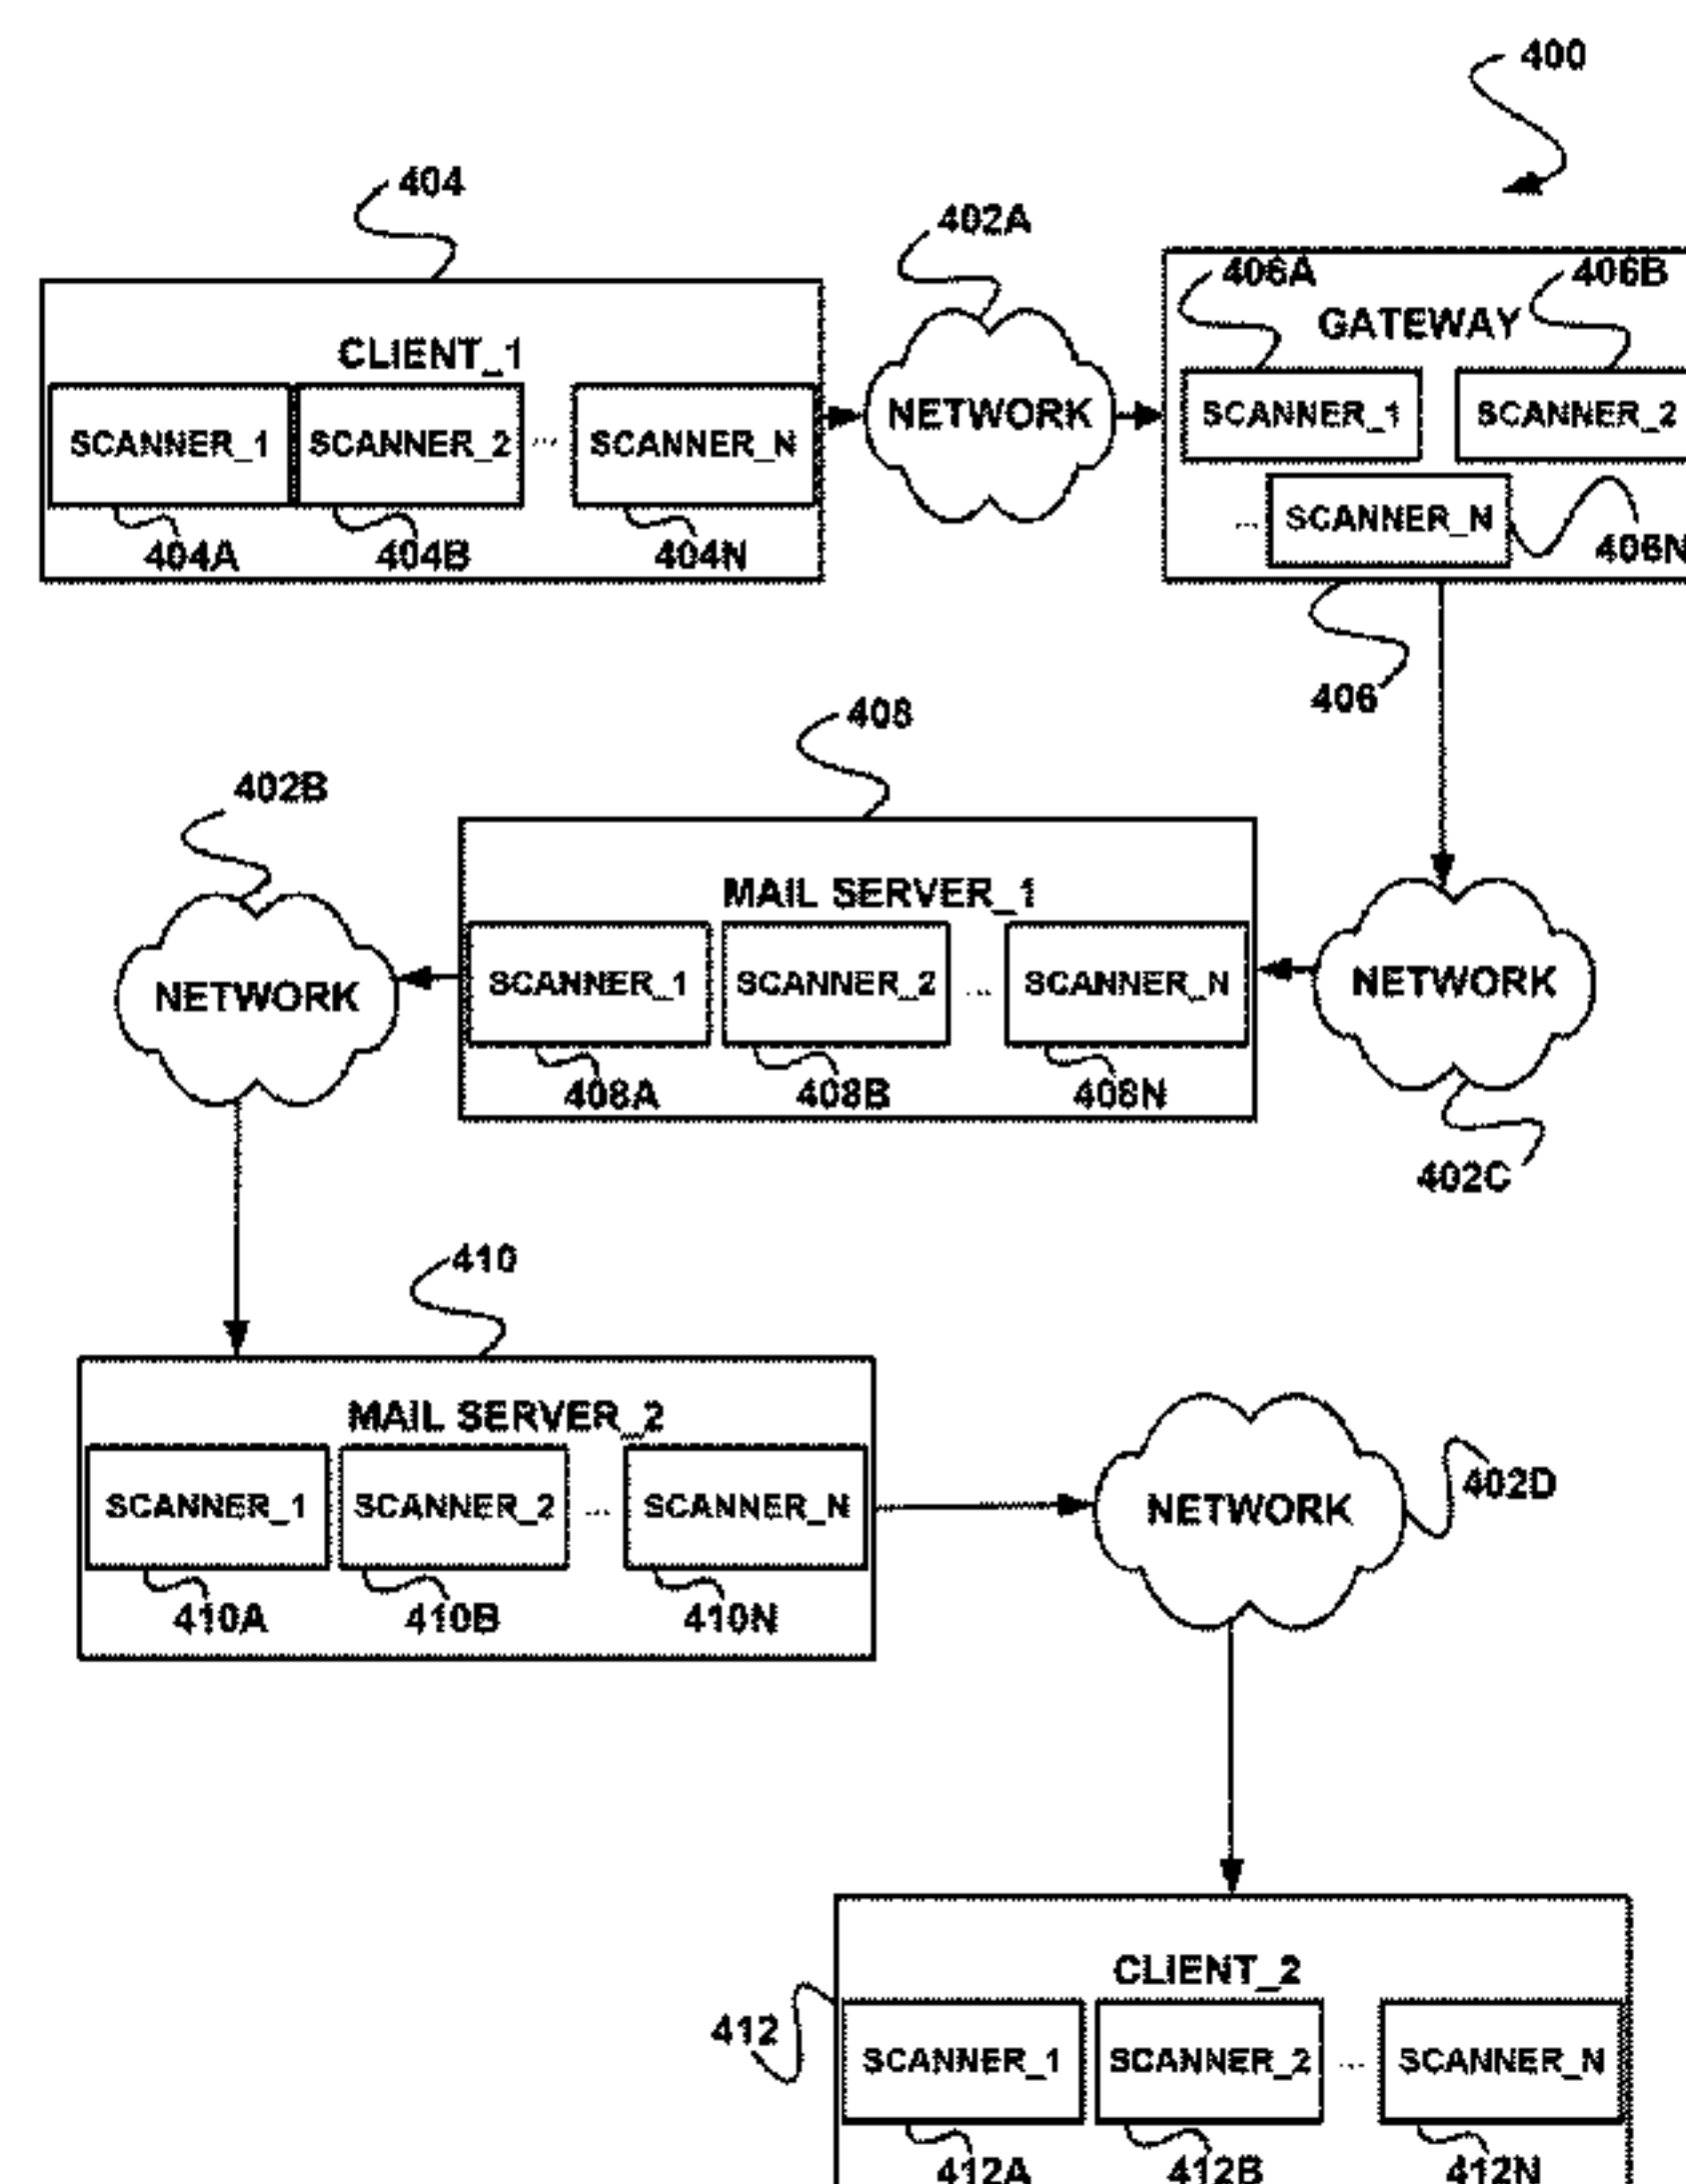 400
404
402A
406A
406B
CLIENT_1
GATEWAY
SCANNER_1
SCANNER_2
...
SCANNER_N
NETWORK
SCANNER_1
SCANNER_2
404A
404B
404N
...
SCANNER_N
406N
406
408
402B
MAIL SERVER_1
NETWORK
SCANNER_1
SCANNER_2
...
SCANNER_N
NETWORK
408A
408B
408N
402C
410
MAIL SERVER_2
SCANNER_1
SCANNER_2
...
SCANNER_N
NETWORK
402D
410A
410B
410N
CLIENT_2
412
SCANNER_1
SCANNER_2
...
SCANNER_N
412A
412B
412N